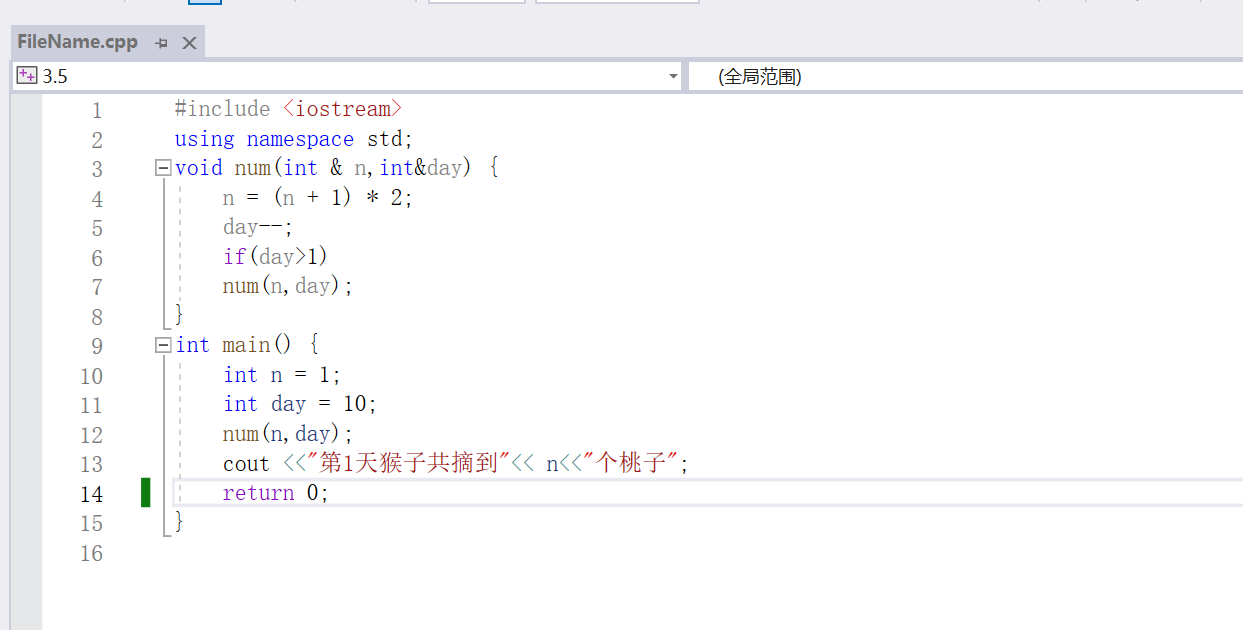 FileName.cpp
3.5
(全局范围)
1 #include <iostream>
2 using namespace std;
3 void num(int & n,int&day) {
4 n = (n + 1) * 2;
5 day--;
6 if(day>1)
7 num(n,day);
8 }
9 int main() {
10 int n = 1;
11 int day = 10;
12 num(n,day);
13 cout <<"第1天猴子共摘到"<< n<<"个桃子";
14 return 0;
15 }
16